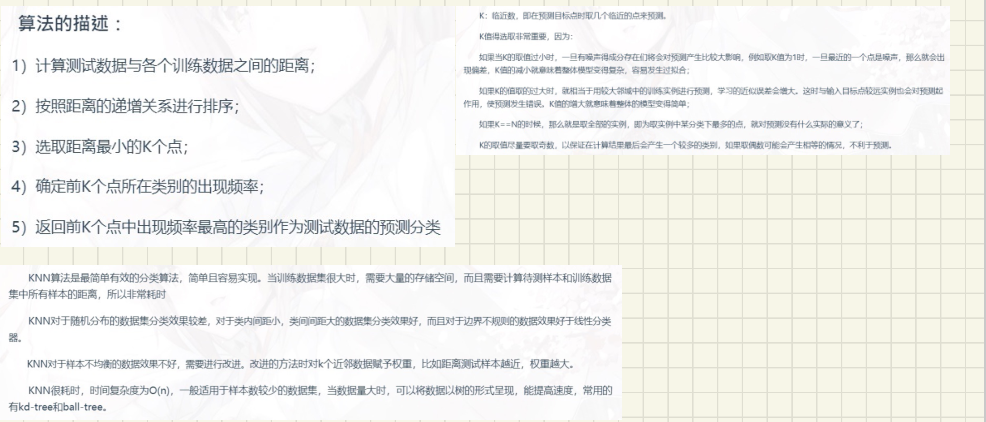 算法的描述：
1）计算测试数据与各个训练数据之间的距离；
2）按照距离的递增关系进行排序；
3）选取距离最小的K个点；
4）确定前K个点所在类别的出现频率；
5）返回前K个点中出现频率最高的类别作为测试数据的预测分类
K：临近数，即在预测目标点时取几个临近的点来预测。
K值得选取非常重要，因为：
如果当K的取值过小时，一旦有噪声得成分存在们将会对预测产生比较大影响，例如取K值为1时，一旦最近的一个点是噪声，那么就会出
现偏差，K值的减小就意味着整体模型变得复杂，容易发生过拟合；
如果K的值取的过大时，就相当于用较大邻域中的训练实例进行预测，学习的近似误差会增大。这时与输入目标点较远实例也会对预测起
作用，使预测发生错误。K值的增大就意味着整体的模型变得简单；
如果K==N的时候，那么就是取全部的实例，即为取实例中某分类下最多的点，就对预测没有什么实际的意义了；
K的取值尽量要取奇数，以保证在计算结果最后会产生一个较多的类别，如果取偶数可能会产生相等的情况，不利于预测。
KNN算法是最简单有效的分类算法，简单且容易实现。当训练数据集很大时，需要大量的存储空间，而且需要计算待测样本和训练数据
集中所有样本的距离，所以非常耗时
KNN对于随机分布的数据集分类效果较差，对于类内间距小，类间间距大的数据集分类效果好，而且对于边界不规则的数据效果好于线性分类
器。
KNN对于样本不均衡的数据效果不好，需要进行改进。改进的方法时对k个近邻数据赋予权重，比如距离测试样本越近，权重越大。
KNN很耗时，时间复杂度为O(n)，一般适用于样本数较少的数据集，当数据量大时，可以将数据以树的形式呈现，能提高速度，常用的
有kd-tree和ball-tree。